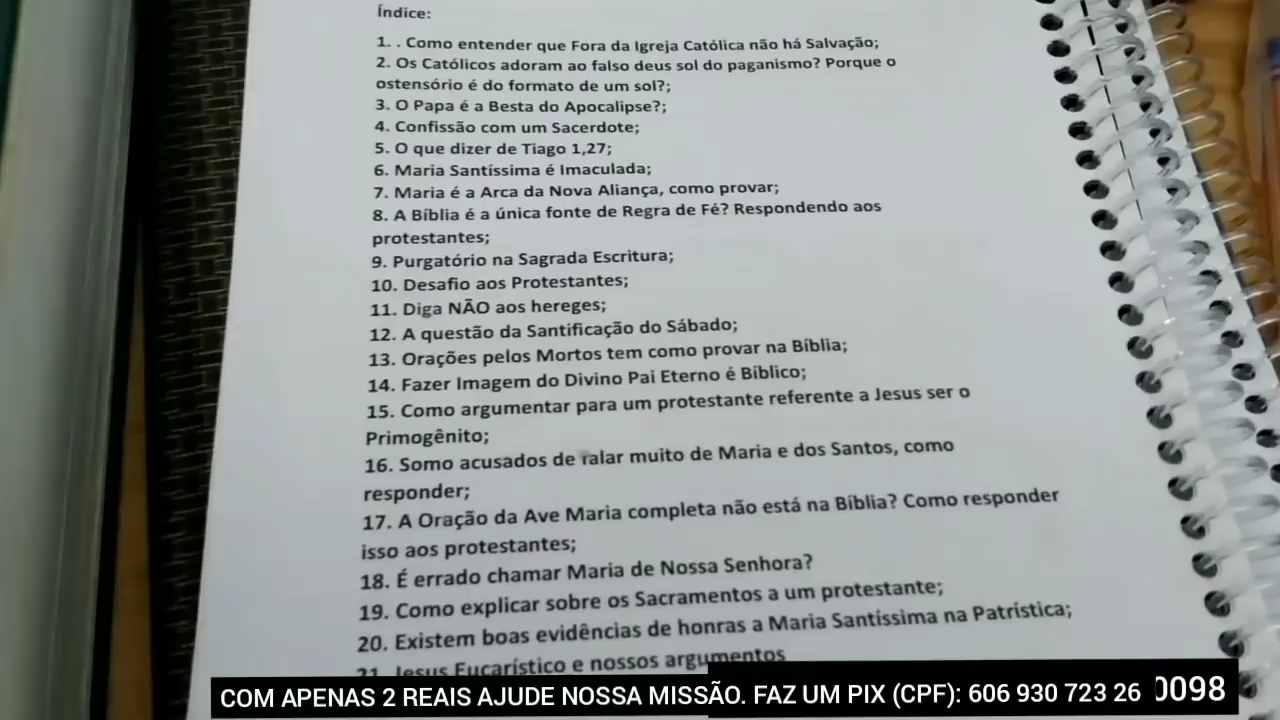 Índice:
1. . Como entender que Fora da Igreja Católica não há Salvação;
2. Os Católicos adoram ao falso deus sol do paganismo? Porque o
ostensório é do formato de um sol?;
3. O Papa é a Besta do Apocalipse?;
4. Confissão com um Sacerdote;
5. O que dizer de Tiago 1,27;
6. Maria Santíssima é Imaculada;
7. Maria é a Arca da Nova Aliança, como provar;
8. A Bíblia é a única fonte de Regra de Fé? Respondendo aos
protestantes;
9. Purgatório na Sagrada Escritura;
10. Desafio aos Protestantes;
11. Diga NÃO aos hereges;
12. A questão da Santificação do Sábado;
13. Orações pelos Mortos tem como provar na Bíblia;
14. Fazer Imagem do Divino Pai Eterno é Bíblico;
15. Como argumentar para um protestante referente a Jesus ser o
Primogênito;
16. Somo acusados de falar muito de Maria e dos Santos, como
responder;
17. A Oração da Ave Maria completa não está na Bíblia? Como responder
isso aos protestantes;
18. É errado chamar Maria de Nossa Senhora?
19. Como explicar sobre os Sacramentos a um protestante;
20. Existem boas evidências de honras a Maria Santíssima na Patrística;
21. Jesus Eucarístico e nossos argumentos
COM APENAS 2 REAIS AJUDE NOSSA MISSÃO. FAZ UM PIX (CPF): 606 930 723 26 0098